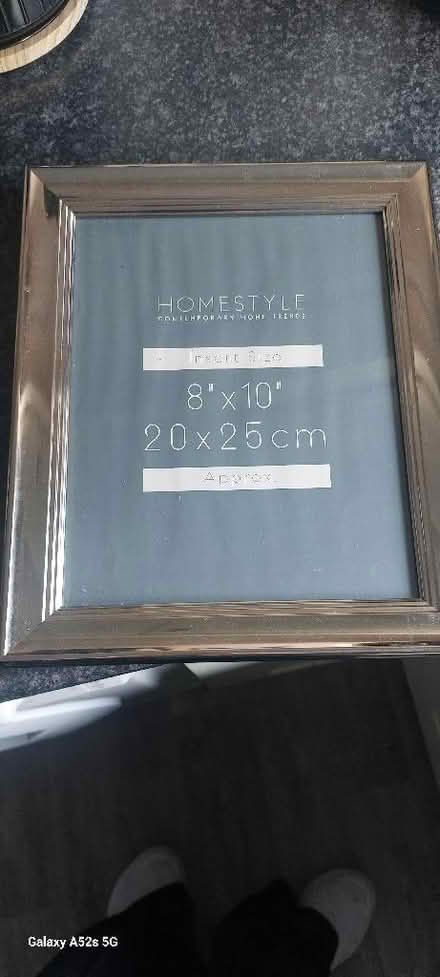 HOMESTYLE
CONTEMPORARY HOME TRENDS
Insert Size
8"x10"
20x25cm
Approx.
Galaxy A52s 5G